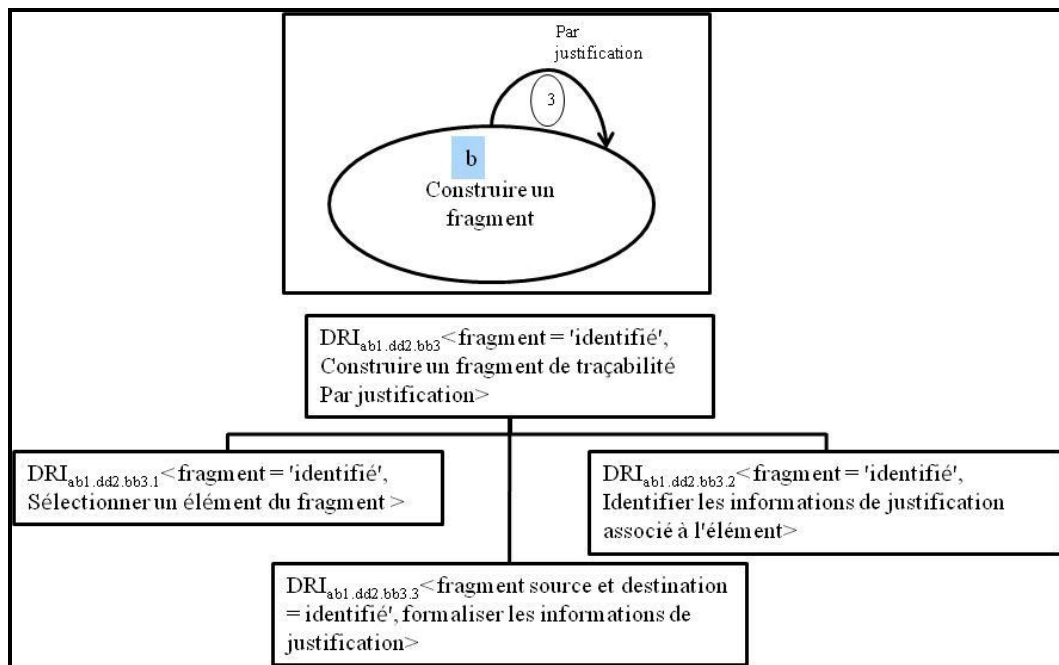 Par
justification
3
b
Construire un
fragment
DRIab1.dd2.bb3<fragment = 'identifié',
Construire un fragment de traçabilité
Par justification>
DRIab1.dd2.bb3.1<fragment = 'identifié',
Sélectionner un élément du fragment >
DRIab1.dd2.bb3.2<fragment = 'identifié',
Identifier les informations de justification
associé à l'élément>
DRIab1.dd2.bb3.3<fragment source et destination
= identifié', formaliser les informations de
justification>